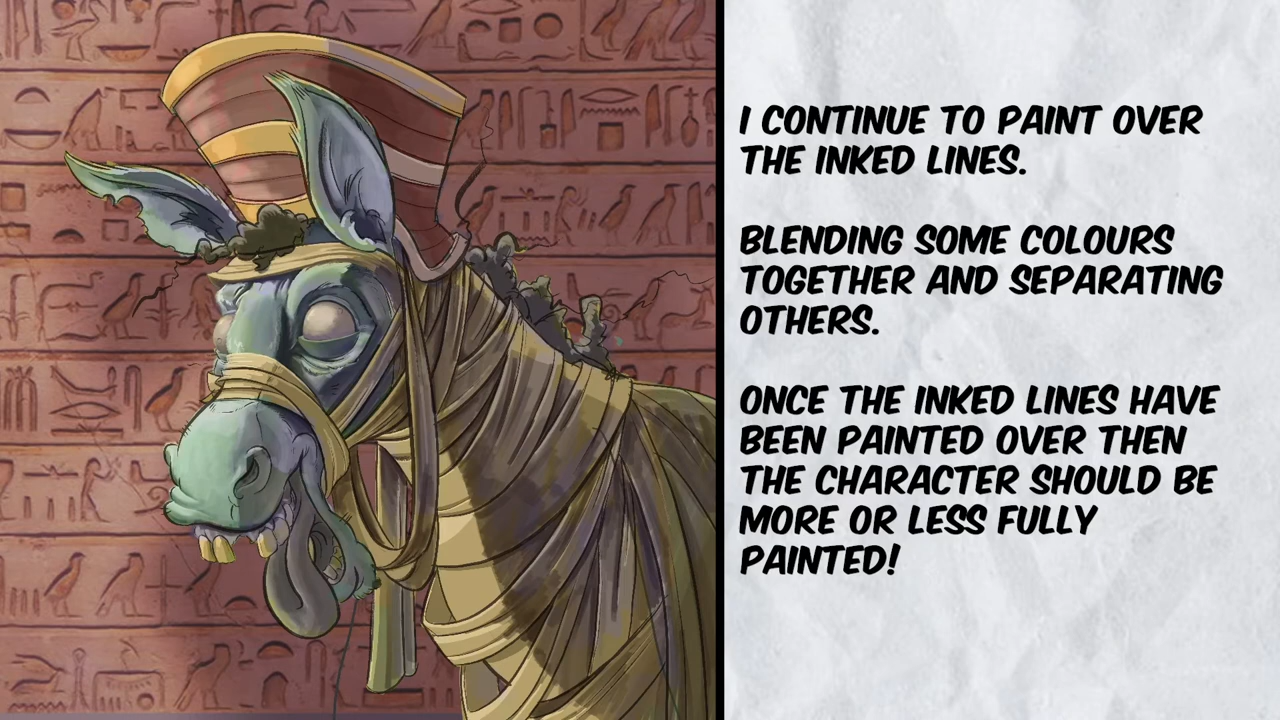 I CONTINUE TO PAINT OVER
THE INKED LINES.
BLENDING SOME COLOURS
TOGETHER AND SEPARATING
OTHERS.
ONCE THE INKED LINES HAVE
BEEN PAINTED OVER THEN
THE CHARACTER SHOULD BE
MORE OR LESS FULLY
PAINTED!